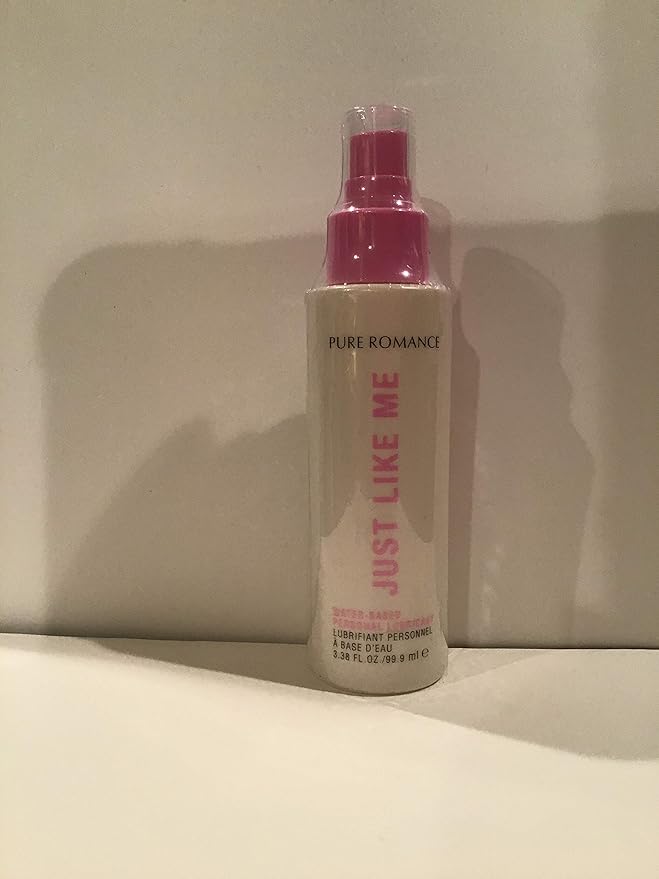 PURE ROMANCE
JUST LIKE ME
WATER-BASED
PERSONAL LUBRICANT
LUBRIFIANT PERSONNEL
À BASE D'EAU
3.38 FL.OZ./99.9 ml e